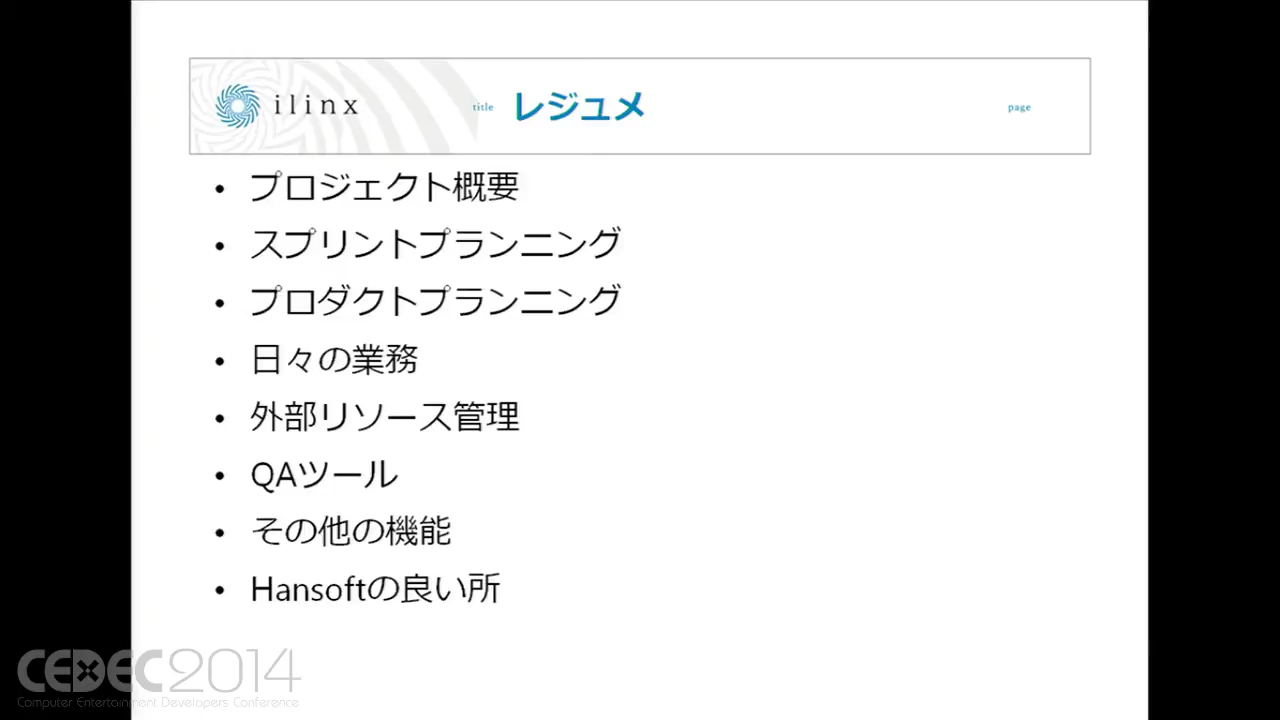 ilinx
title レジュメ page
• プロジェクト概要
• スプリントプランニング
• プロダクトプランニング
• 日々の業務
• 外部リソース管理
• QAツール
• その他の機能
• Hansoftの良い所
CEDEC2014
Computer Entertainment Developers Conference